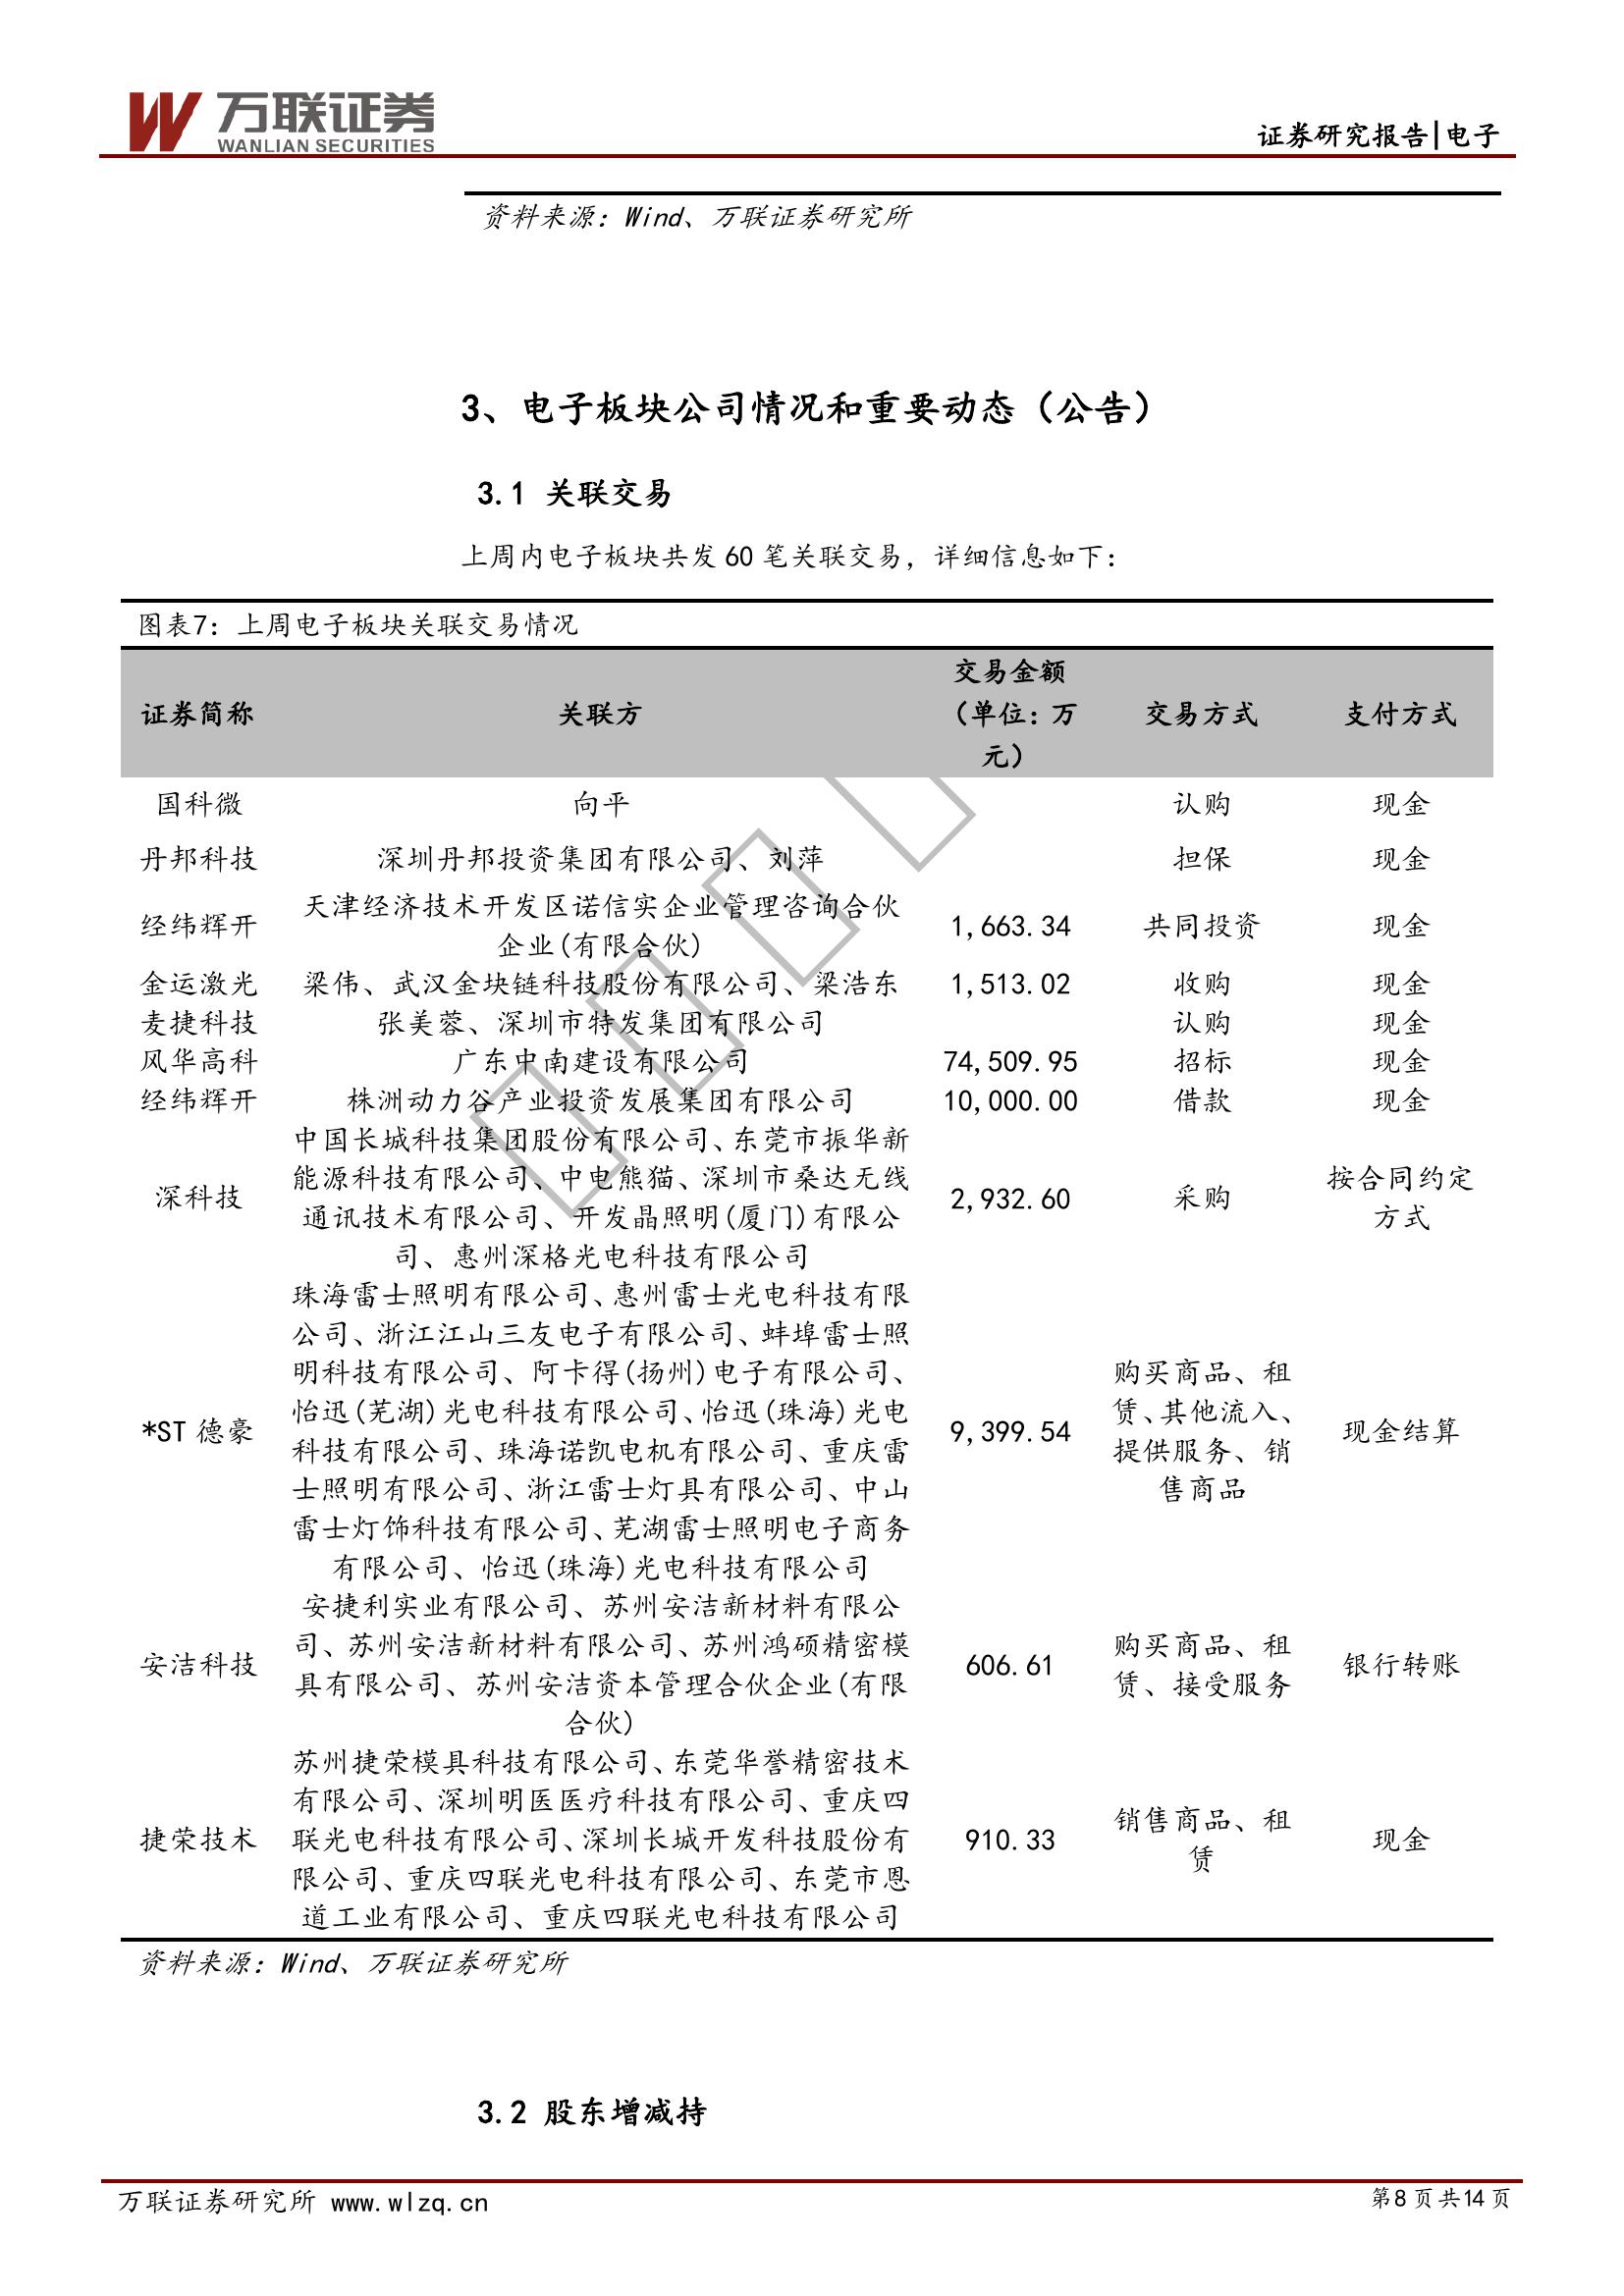 万联证券
WANLIAN SECURITIES
证券研究报告|电子
资料来源：Wind、万联证券研究所
3、电子板块公司情况和重要动态（公告）
3.1 关联交易
上周内电子板块共发 60 笔关联交易，详细信息如下：
图表7：上周电子板块关联交易情况
证券简称 关联方 交易金额（单位：万元） 交易方式 支付方式
国科微 向平 认购 现金
丹邦科技 深圳丹邦投资集团有限公司、刘萍 担保 现金
经纬辉开 天津经济技术开发区诺信实企业管理咨询合伙
企业(有限合伙) 1,663.34 共同投资 现金
金运激光 梁伟、武汉金块链科技股份有限公司、梁浩东 1,513.02 收购 现金
麦捷科技 张美蓉、深圳市特发集团有限公司 认购 现金
风华高科 广东中南建设有限公司 74,509.95 招标 现金
经纬辉开 株洲动力谷产业投资发展集团有限公司 10,000.00 借款 现金
深科技 中国长城科技集团股份有限公司、东莞市振华新
能源科技有限公司、中电熊猫、深圳市桑达无线
通讯技术有限公司、开发晶照明(厦门)有限公
司、惠州深格光电科技有限公司 2,932.60 采购 按合同约定
方式
*ST 德豪 珠海雷士照明有限公司、惠州雷士光电科技有限
公司、浙江江山三友电子有限公司、蚌埠雷士照
明科技有限公司、阿卡得(扬州)电子有限公司、
怡迅(芜湖)光电科技有限公司、怡迅(珠海)光电
科技有限公司、珠海诺凯电机有限公司、重庆雷
士照明有限公司、浙江雷士灯具有限公司、中山
雷士灯饰科技有限公司、芜湖雷士照明电子商务
有限公司、怡迅(珠海)光电科技有限公司 9,399.54 购买商品、租
赁、其他流入、
提供服务、销
售商品 现金结算
安洁科技 安捷利实业有限公司、苏州安洁新材料有限公
司、苏州安洁新材料有限公司、苏州鸿硕精密模
具有限公司、苏州安洁资本管理合伙企业(有限
合伙) 606.61 购买商品、租
赁、接受服务 银行转账
捷荣技术 苏州捷荣模具科技有限公司、东莞华誉精密技术
有限公司、深圳明医医疗科技有限公司、重庆四
联光电科技有限公司、深圳长城开发科技股份有
限公司、重庆四联光电科技有限公司、东莞市恩
道工业有限公司、重庆四联光电科技有限公司 910.33 销售商品、租
赁 现金
资料来源：Wind、万联证券研究所
3.2 股东增减持
万联证券研究所 www.wlzq.cn 第8 页 共14 页